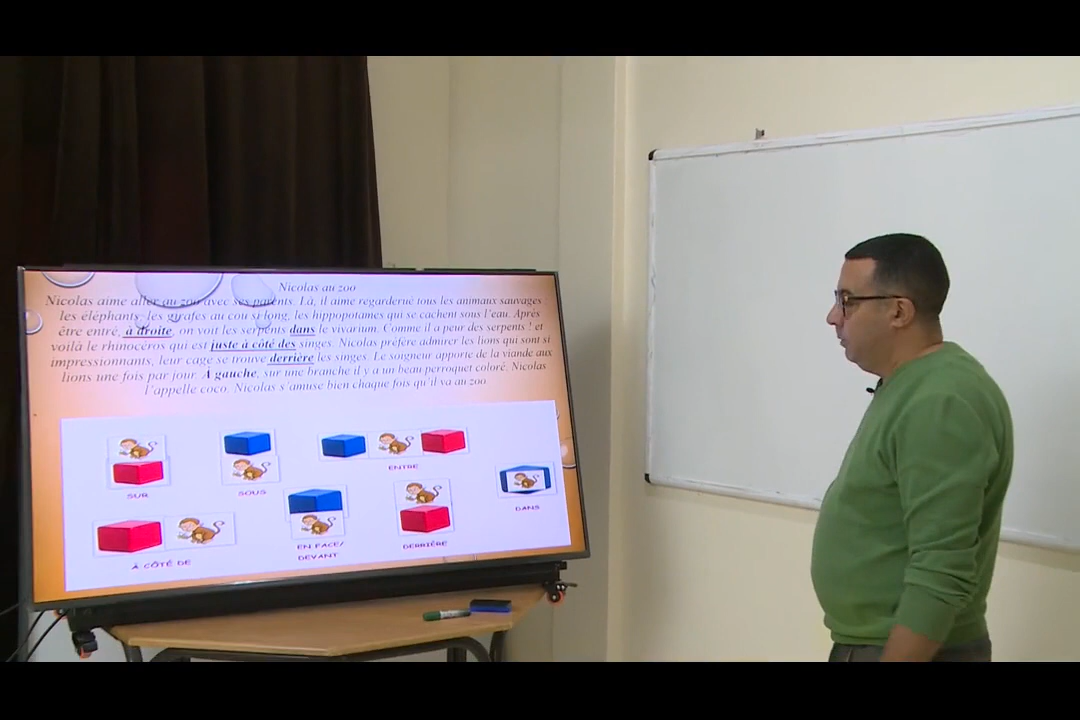 Nicolas au zoo
Nicolas aime aller au zoo avec ses parents. Là, il aime regarderué tous les animaux sauvages :
les éléphants, les girafes au cou si long, les hippopotames qui se cachent sous l'eau. Après
être entré, à droite, on voit les serpents dans le vivarium. Comme il a peur des serpents ! et
voilà le rhinocéros qui est juste à côté des singes. Nicolas préfère admirer les lions qui sont si
impressionnants, leur cage se trouve derrière les singes. Le soigneur apporte de la viande aux
lions une fois par jour. A gauche, sur une branche il y a un beau perroquet coloré. Nicolas
l'appelle coco. Nicolas s'amuse bien chaque fois qu'il va au zoo.
SUR
SOUS
ENTRE
DANS
À CÔTÉ DE
EN FACE/
DEVANT
DERRIÈRE